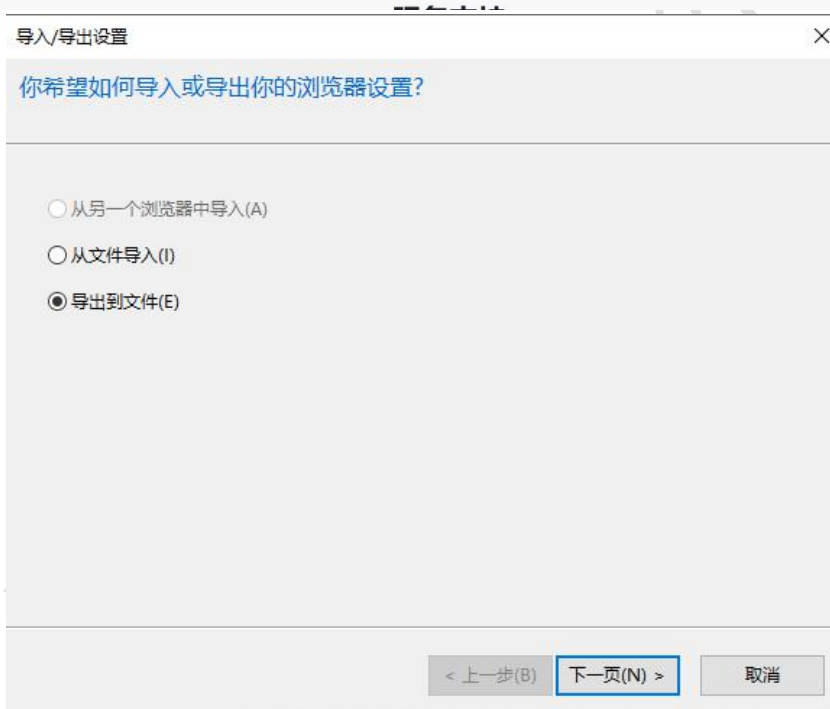 导入/导出设置
你希望如何导入或导出你的浏览器设置?
从另一个浏览器中导入(A)
从文件导入(I)
导出到文件(E)
< 上一步(B) 下一页(N) > 取消